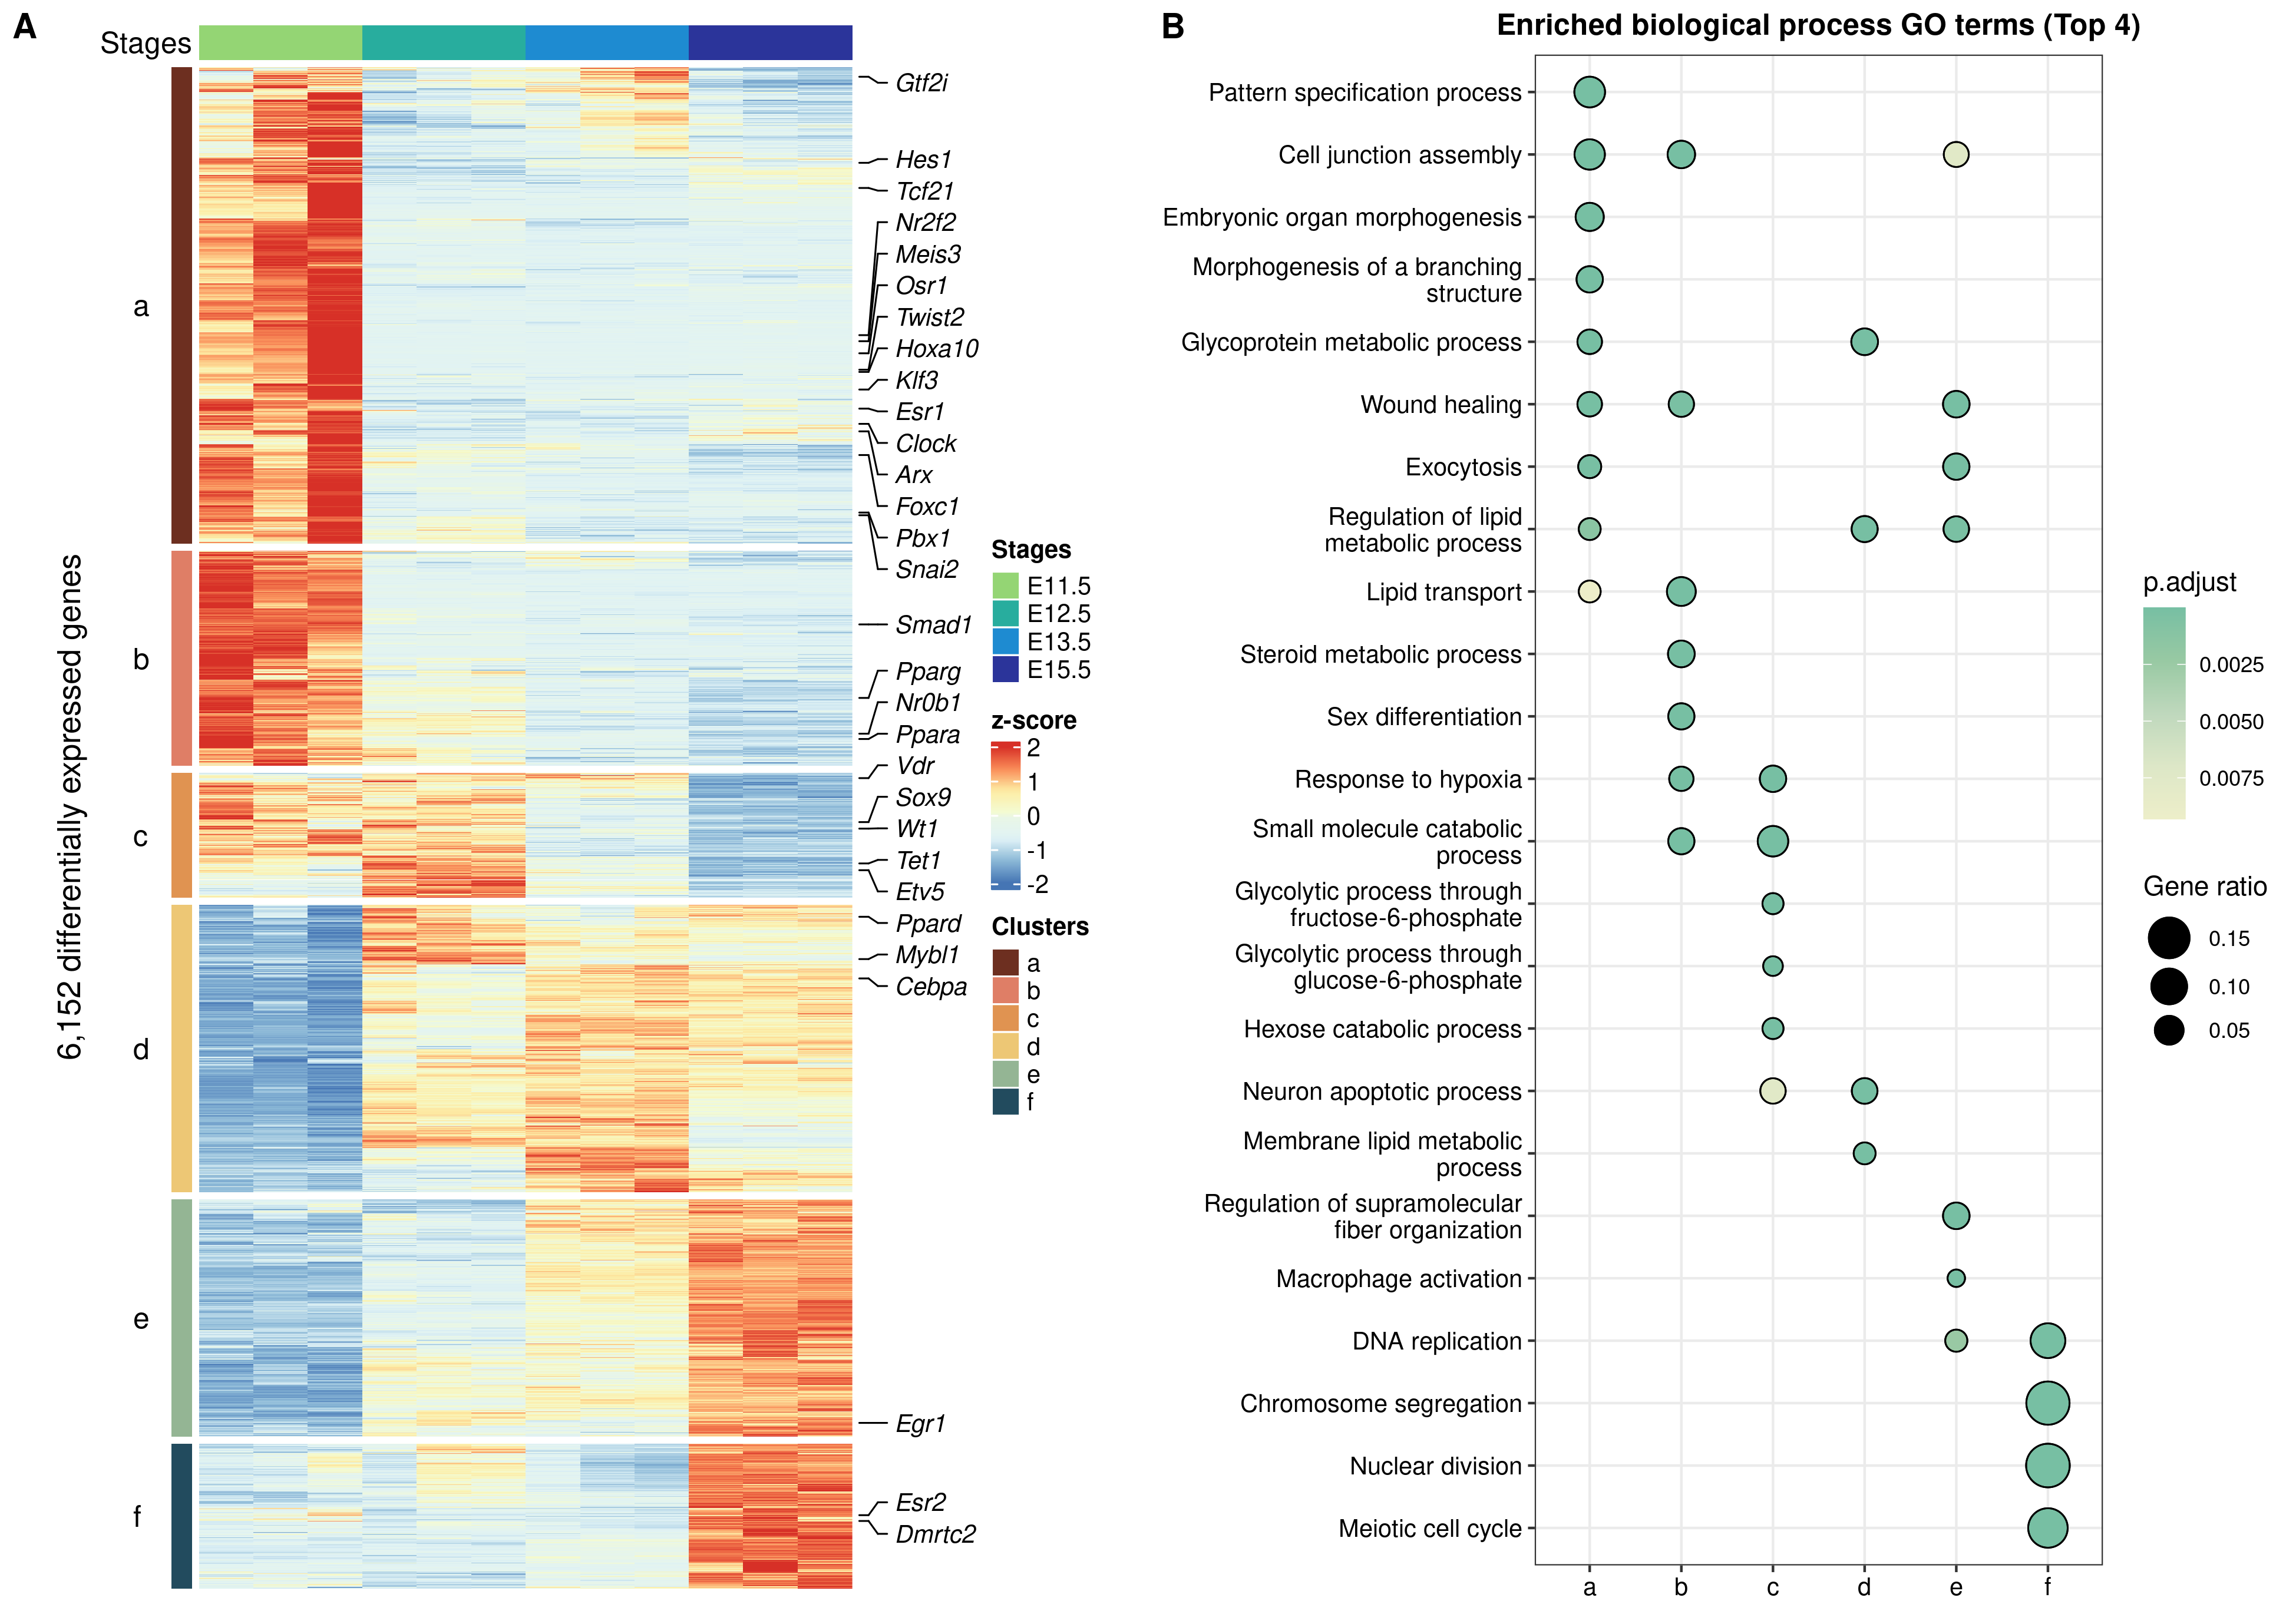 A
Stages
6,152 differentially expressed genes
a
b
c
d
e
f
Gtf2i
Hes1
Tcf21
Nr2f2
Meis3
Osr1
Twist2
Hoxa10
Klf3
Esr1
Clock
Arx
Foxc1
Pbx1
Snai2
Smad1
Pparg
Nr0b1
Ppara
Vdr
Sox9
Wt1
Tet1
Etv5
Ppard
Mybl1
Cebpa
Egr1
Esr2
Dmrtc2
Stages
E11.5
E12.5
E13.5
E15.5
z-score
2
1
0
-1
-2
Clusters
a
b
c
d
e
f
B
Enriched biological process GO terms (Top 4)
Pattern specification process
Cell junction assembly
Embryonic organ morphogenesis
Morphogenesis of a branching
structure
Glycoprotein metabolic process
Wound healing
Exocytosis
Regulation of lipid
metabolic process
Lipid transport
Steroid metabolic process
Sex differentiation
Response to hypoxia
Small molecule catabolic
process
Glycolytic process through
fructose-6-phosphate
Glycolytic process through
glucose-6-phosphate
Hexose catabolic process
Neuron apoptotic process
Membrane lipid metabolic
process
Regulation of supramolecular
fiber organization
Macrophage activation
DNA replication
Chromosome segregation
Nuclear division
Meiotic cell cycle
a b c d e f
p.adjust
0.0025
0.0050
0.0075
Gene ratio
0.15
0.10
0.05